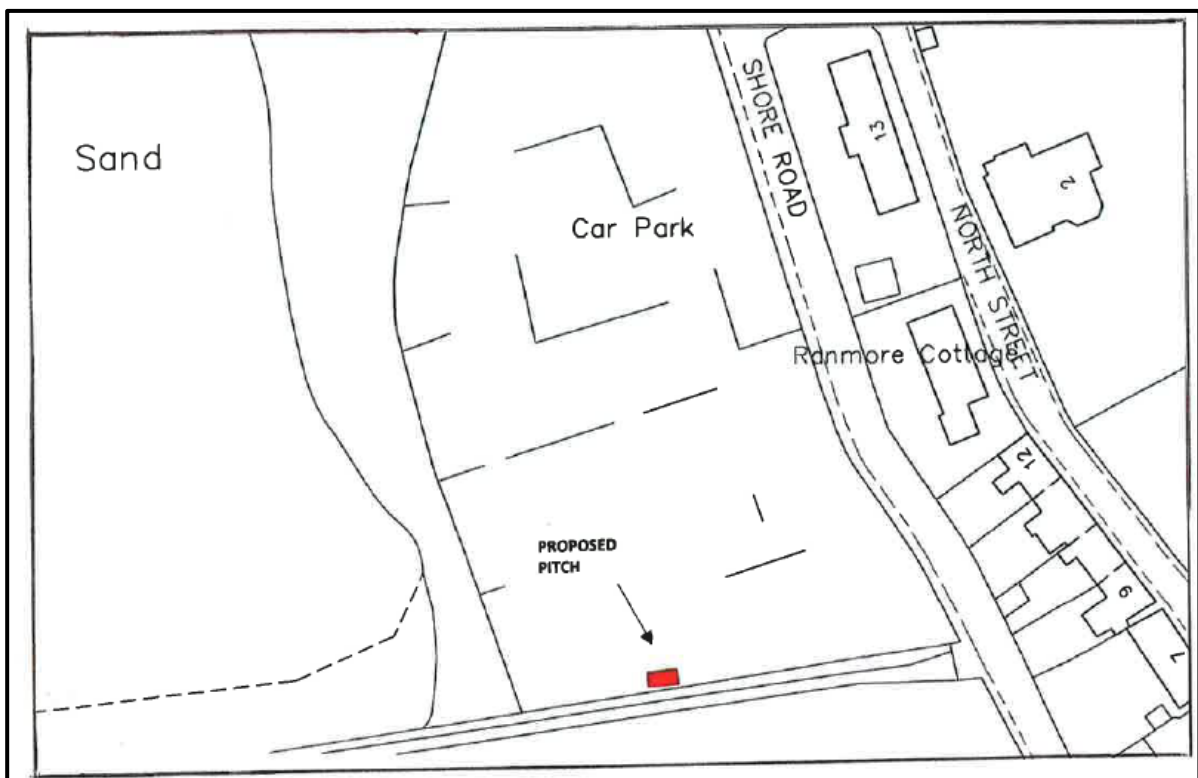 Sand
Car Park
SHORE ROAD
13
2
NORTH STREET
Ranmore Cottage
12
PROPOSED
PITCH
9
7